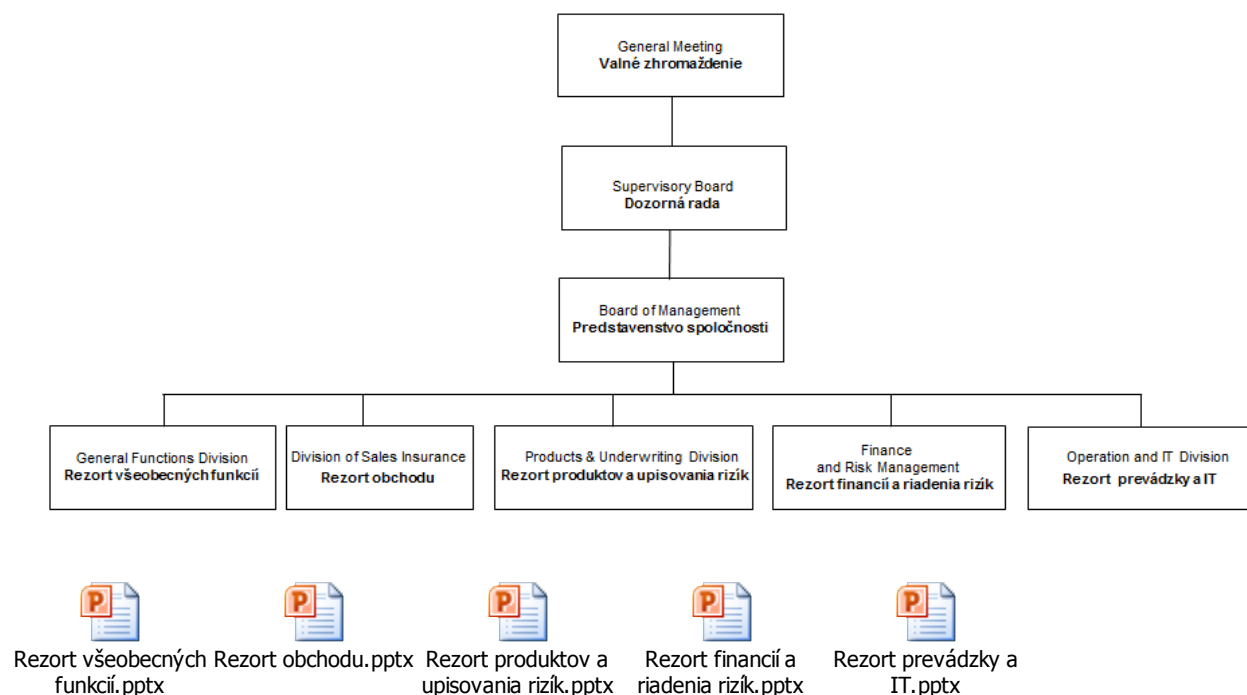 General Meeting
Valné zhromaždenie
Supervisory Board
Dozorná rada
Board of Management
Predstavenstvo spoločnosti
General Functions Division
Rezort všeobecných funkcií
Division of Sales Insurance
Rezort obchodu
Products & Underwriting Division
Rezort produktov a upisovania rizík
Finance
and Risk Management
Rezort financií a riadenia rizík
Operation and IT Division
Rezort prevádzky a IT
Rezort všeobecných
funkcií.pptx
Rezort obchodu.pptx
Rezort produktov a
upisovania rizík.pptx
Rezort financií a
riadenia rizík.pptx
Rezort prevádzky a
IT.pptx